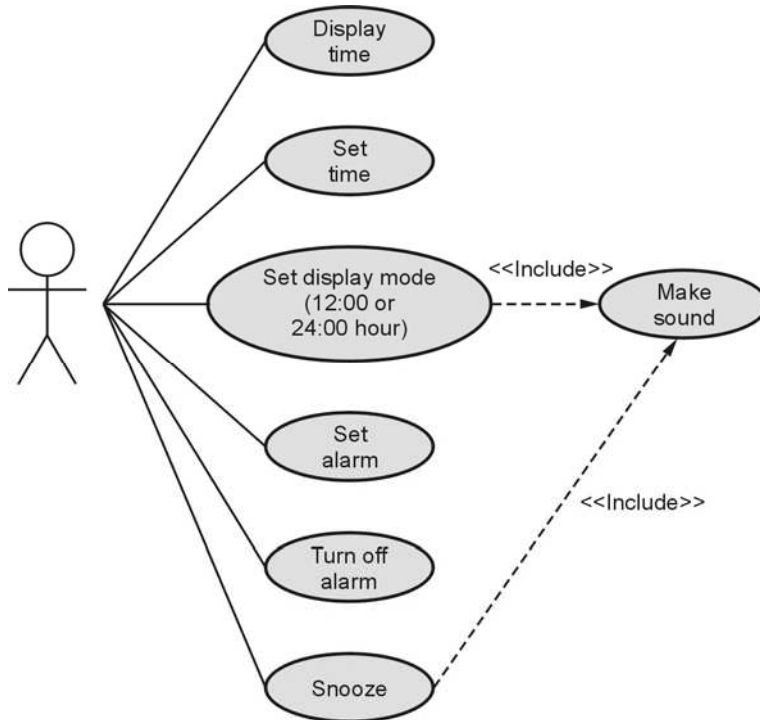 Display
time
Set
time
Set display mode
(12:00 or
24:00 hour)
<<Include>>
Make
sound
Set
alarm
<<Include>>
Turn off
alarm
Snooze